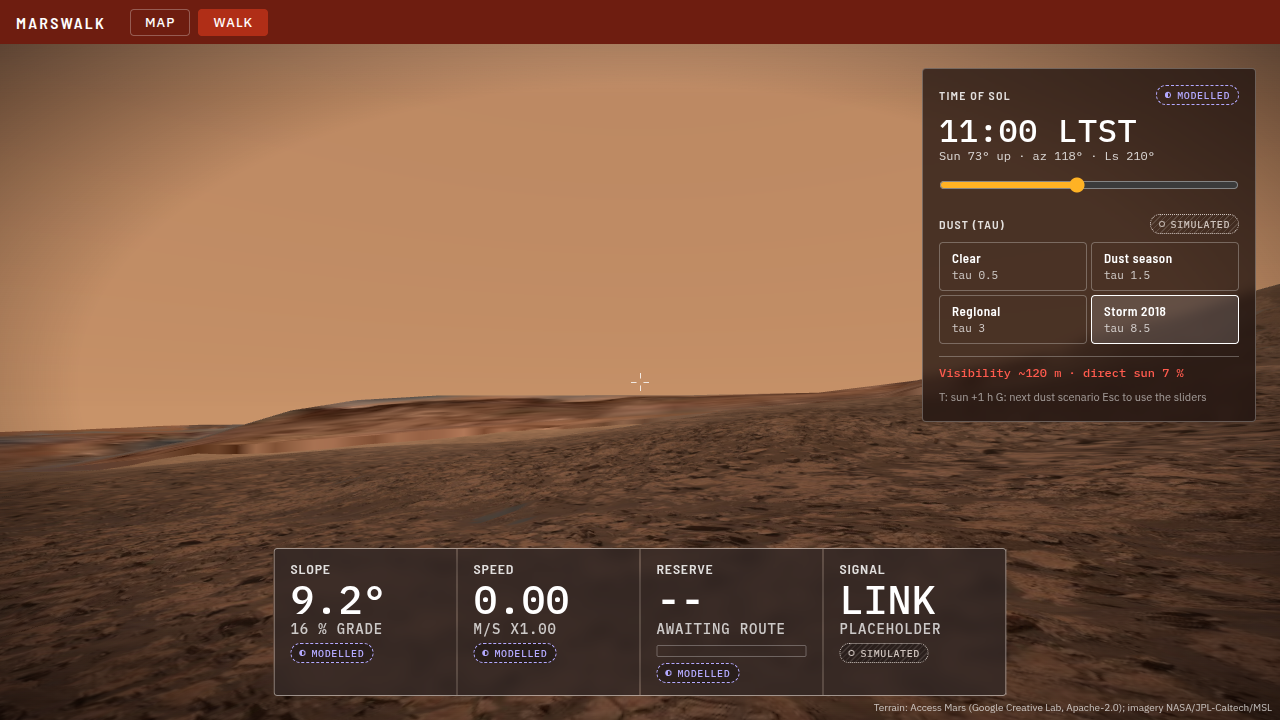 MARSWALK MAP WALK
TIME OF SOL MODELLED
11:00 LTST
Sun 73° up · az 118° · Ls 210°
DUST (TAU) SIMULATED
Clear
tau 0.5
Dust season
tau 1.5
Regional
tau 3
Storm 2018
tau 8.5
Visibility ~120 m · direct sun 7 %
T: sun +1 h G: next dust scenario Esc to use the sliders
SLOPE
9.2°
16 % GRADE
MODELLED
SPEED
0.00
M/S X1.00
MODELLED
RESERVE
--
AWAITING ROUTE
MODELLED
SIGNAL
LINK
PLACEHOLDER
SIMULATED
Terrain: Access Mars (Google Creative Lab, Apache-2.0); imagery NASA/JPL-Caltech/MSL